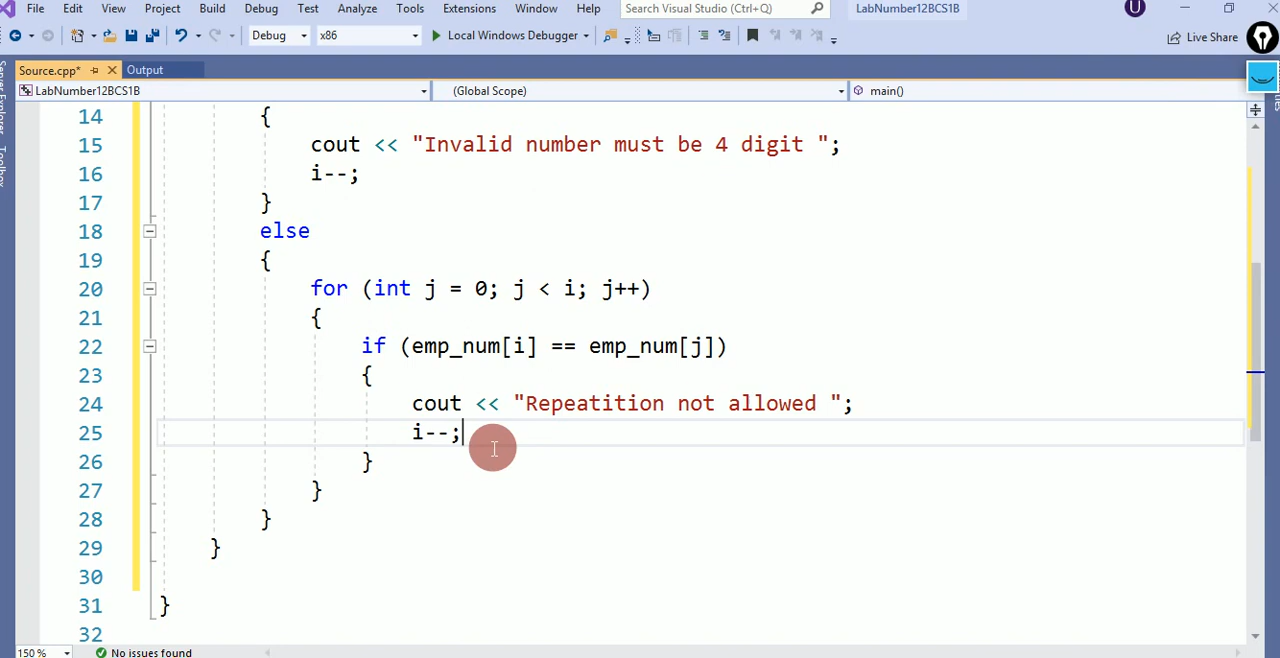 File Edit View Project Build Debug Test Analyze Tools Extensions Window Help Search Visual Studio (Ctrl+Q) LabNumber12BCS1B U
Debug x86 Local Windows Debugger Live Share
Source.cpp* Output
LabNumber12BCS1B (Global Scope) main()
Server Explorer Toolbox
14 {
15 cout << "Invalid number must be 4 digit ";
16 i--;
17 }
18 else
19 {
20 for (int j = 0; j < i; j++)
21 {
22 if (emp_num[i] == emp_num[j])
23 {
24 cout << "Repeatition not allowed ";
25 i--;
26 }
27 }
28 }
29 }
30
31 }
32
150 % No issues found